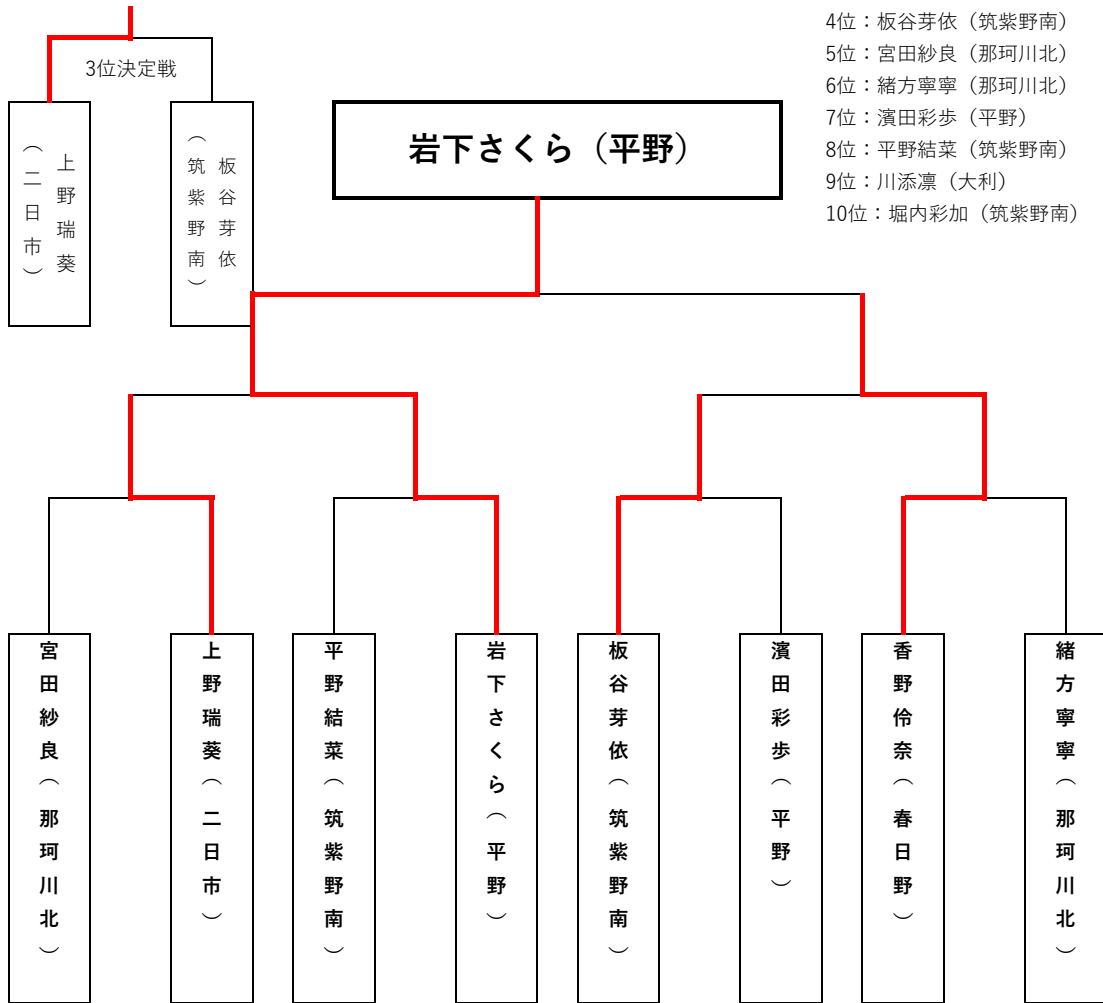 3位決定戦
上野瑞葵
（二日市）
板谷芽依
（筑紫野南）
岩下さくら（平野）
4位：板谷芽依（筑紫野南）
5位：宮田紗良（那珂川北）
6位：緒方寧寧（那珂川北）
7位：濱田彩歩（平野）
8位：平野結菜（筑紫野南）
9位：川添凛（大利）
10位：堀内彩加（筑紫野南）
宮田紗良（那珂川北）
上野瑞葵（二日市）
平野結菜（筑紫野南）
岩下さくら（平野）
板谷芽依（筑紫野南）
濱田彩歩（平野）
香野伶奈（春日野）
緒方寧寧（那珂川北）